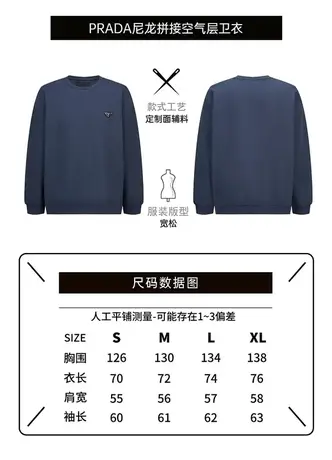 PRADA尼龙拼接空气层卫衣
款式工艺
定制面辅料
服装版型
宽松
尺码数据图
人工平铺测量-可能存在1~3偏差
SIZE S M L XL
胸围 126 130 134 138
衣长 70 72 74 76
肩宽 55 56 57 58
袖长 60 61 62 63